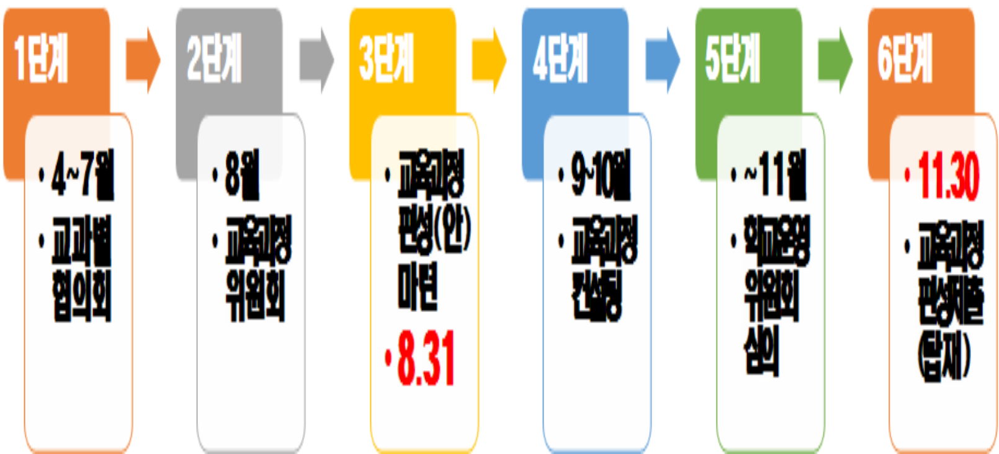 1단계
2단계
3단계
4단계
5단계
6단계
· 4~7월
· 교과별
협의회
· 8월
· 교육과정
위원회
· 교육과정
편성(안)
마련
· 8.31
· 9~10월
· 교육과정
컨설팅
· ~11월
· 학교운영
위원회
심의
· 11.30
· 교육과정
편성제출
(탑재)